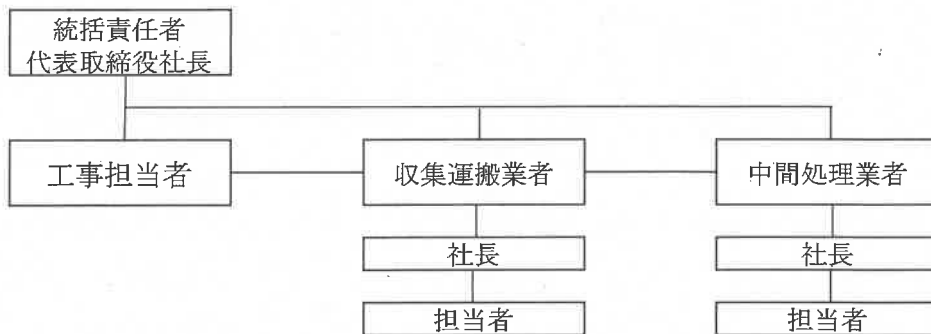 統括責任者
代表取締役社長
工事担当者
収集運搬業者
中間処理業者
社長
社長
担当者
担当者